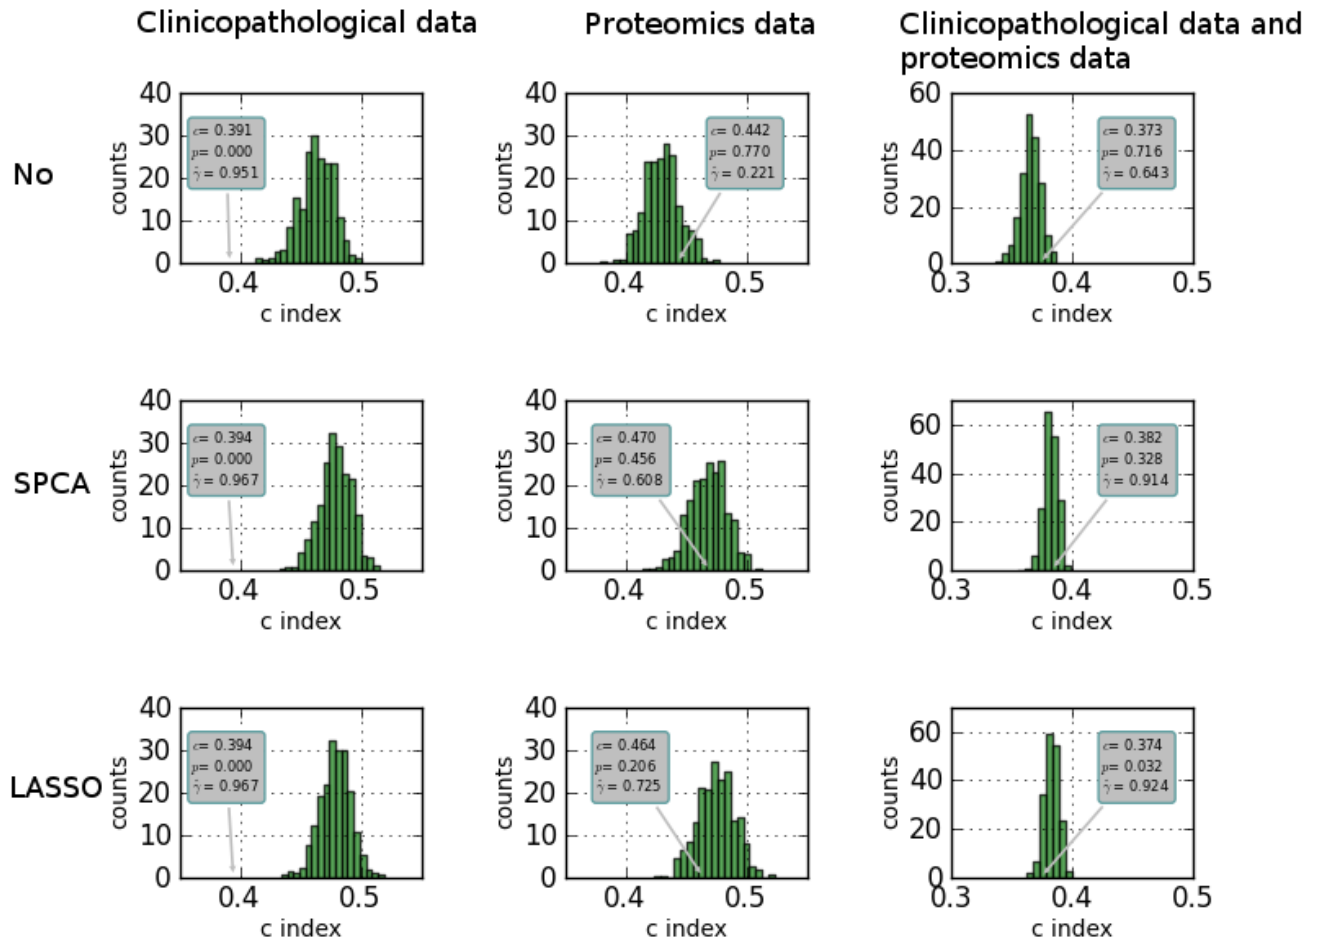 Clinicopathological data
Proteomics data
Clinicopathological data and
proteomics data
No
counts
40
30
20
10
0
c= 0.391
p= 0.000
γ̂ = 0.951
0.4
0.5
c index
counts
40
30
20
10
0
c= 0.442
p= 0.770
γ̂ = 0.221
0.4
0.5
c index
counts
60
40
20
0
c= 0.373
p= 0.716
γ̂ = 0.643
0.3
0.4
0.5
c index
SPCA
counts
40
30
20
10
0
c= 0.394
p= 0.000
γ̂ = 0.967
0.4
0.5
c index
counts
40
30
20
10
0
c= 0.470
p= 0.456
γ̂ = 0.608
0.4
0.5
c index
counts
60
40
20
0
c= 0.382
p= 0.328
γ̂ = 0.914
0.3
0.4
0.5
c index
LASSO
counts
40
30
20
10
0
c= 0.394
p= 0.000
γ̂ = 0.967
0.4
0.5
c index
counts
40
30
20
10
0
c= 0.464
p= 0.206
γ̂ = 0.725
0.4
0.5
c index
counts
60
40
20
0
c= 0.374
p= 0.032
γ̂ = 0.924
0.3
0.4
0.5
c index